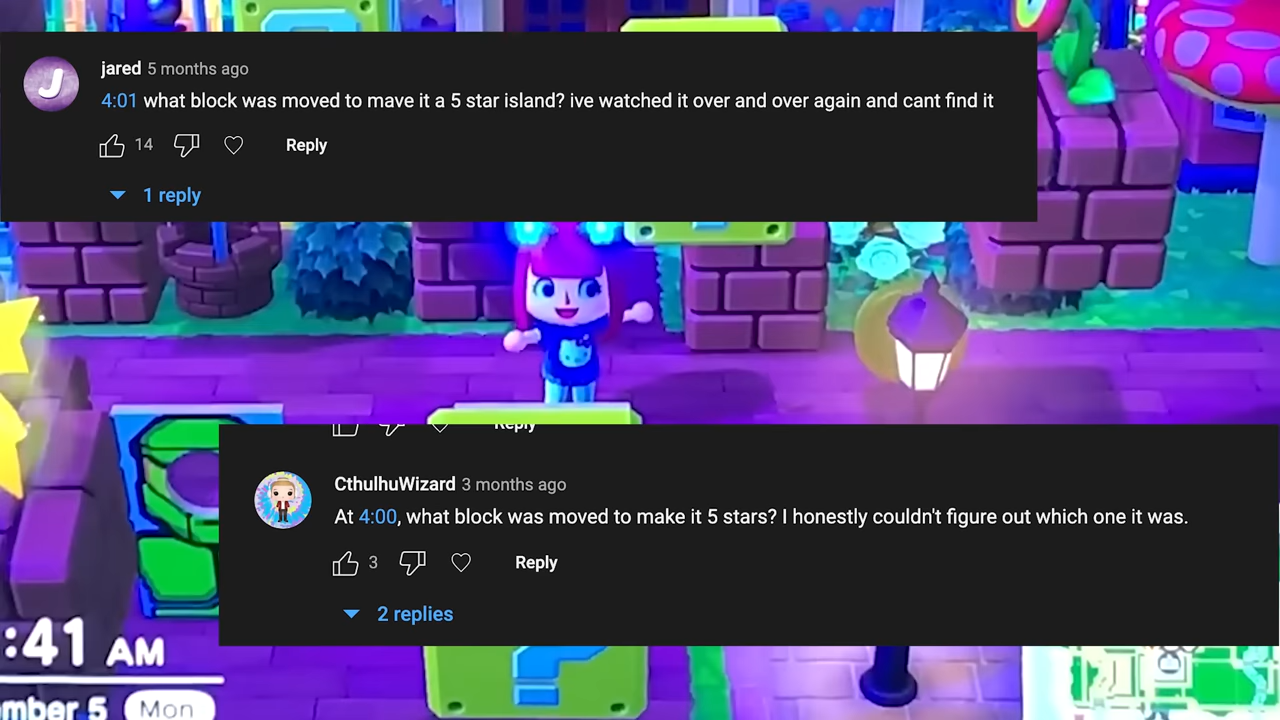 jared 5 months ago
4:01 what block was moved to mave it a 5 star island? ive watched it over and over again and cant find it
14 Reply
1 reply
Reply
CthulhuWizard 3 months ago
At 4:00, what block was moved to make it 5 stars? I honestly couldn't figure out which one it was.
3 Reply
2 replies
:41 AM
mber 5 Mon
?